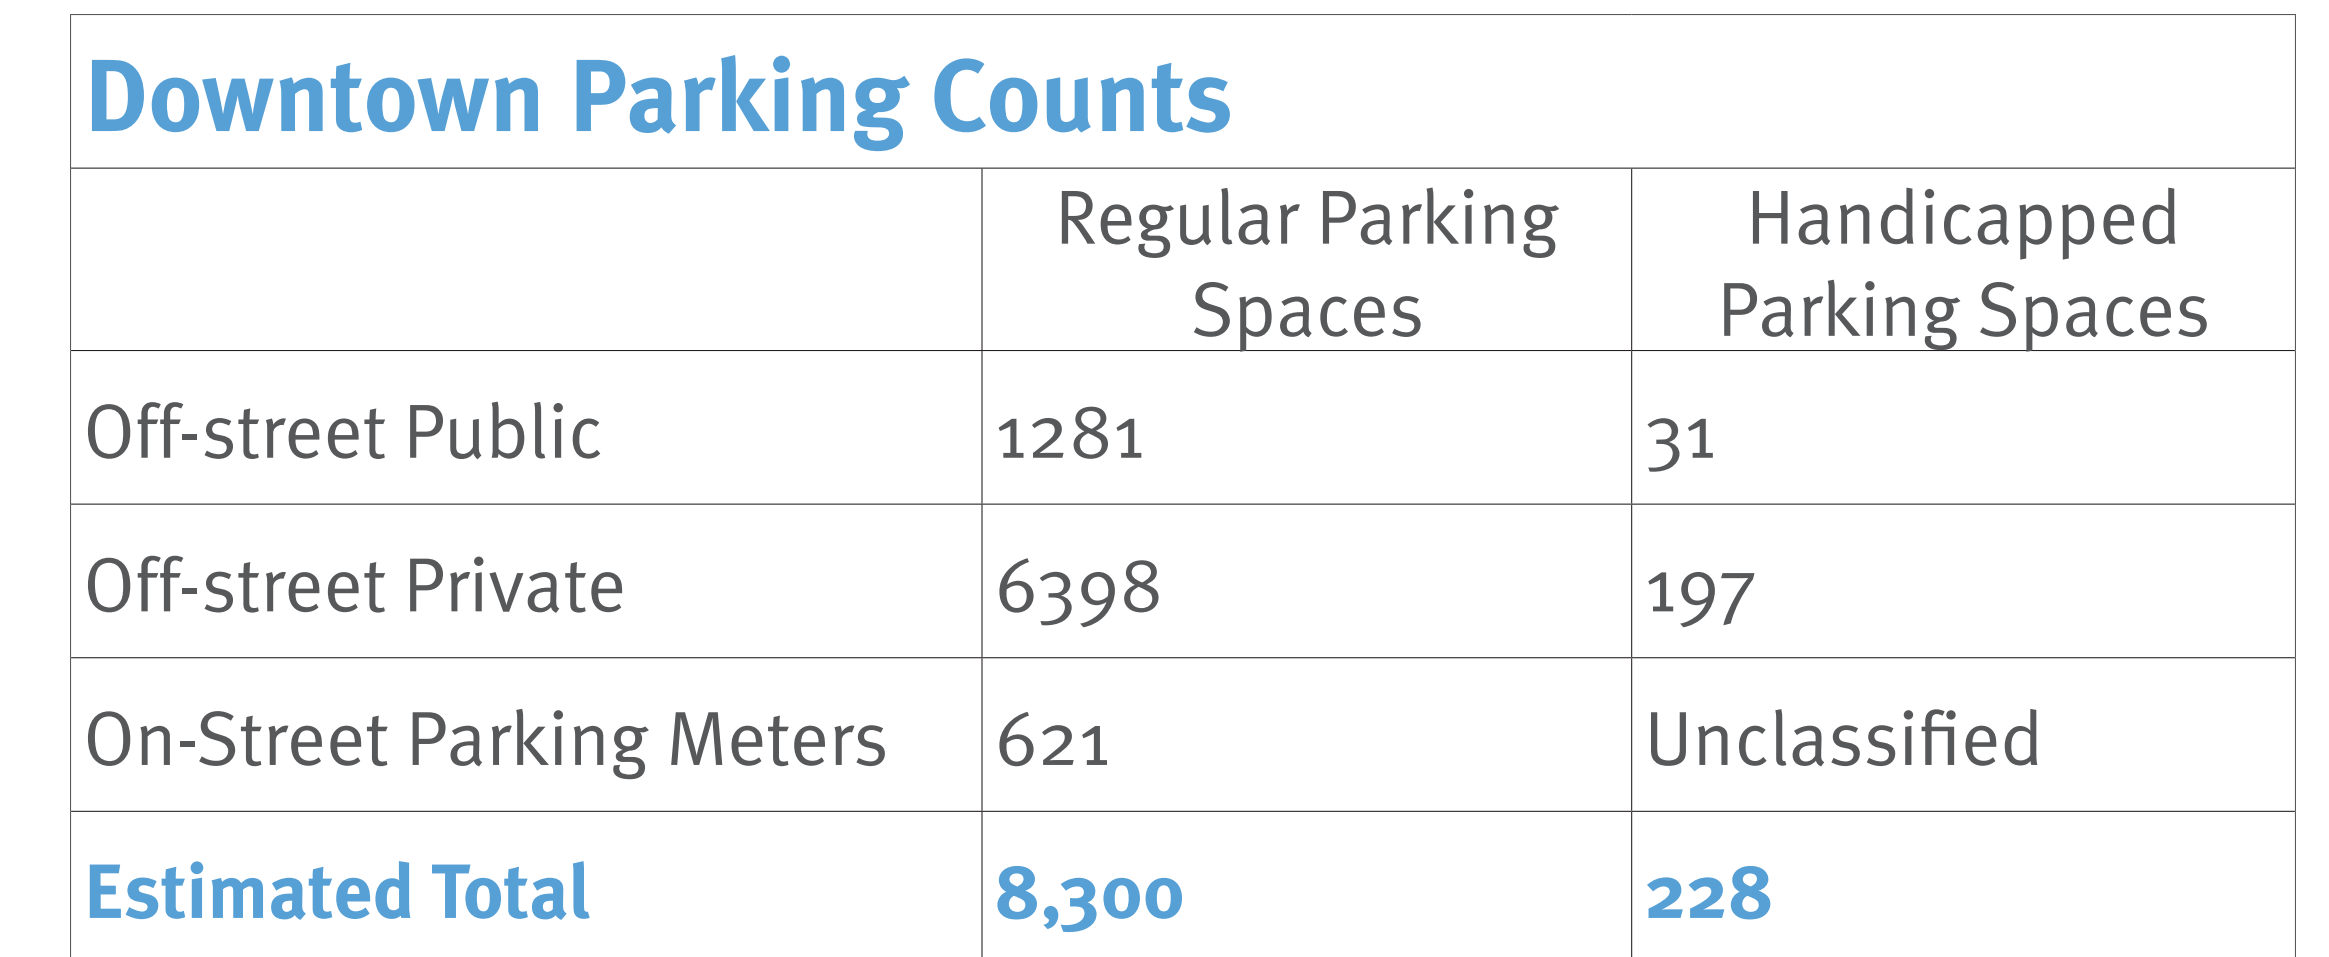 Downtown Parking Counts
Regular Parking
Spaces
Handicapped
Parking Spaces
Off-street Public 1281 31
Off-street Private 6398 197
On-Street Parking Meters 621 Unclassified
Estimated Total 8,300 228